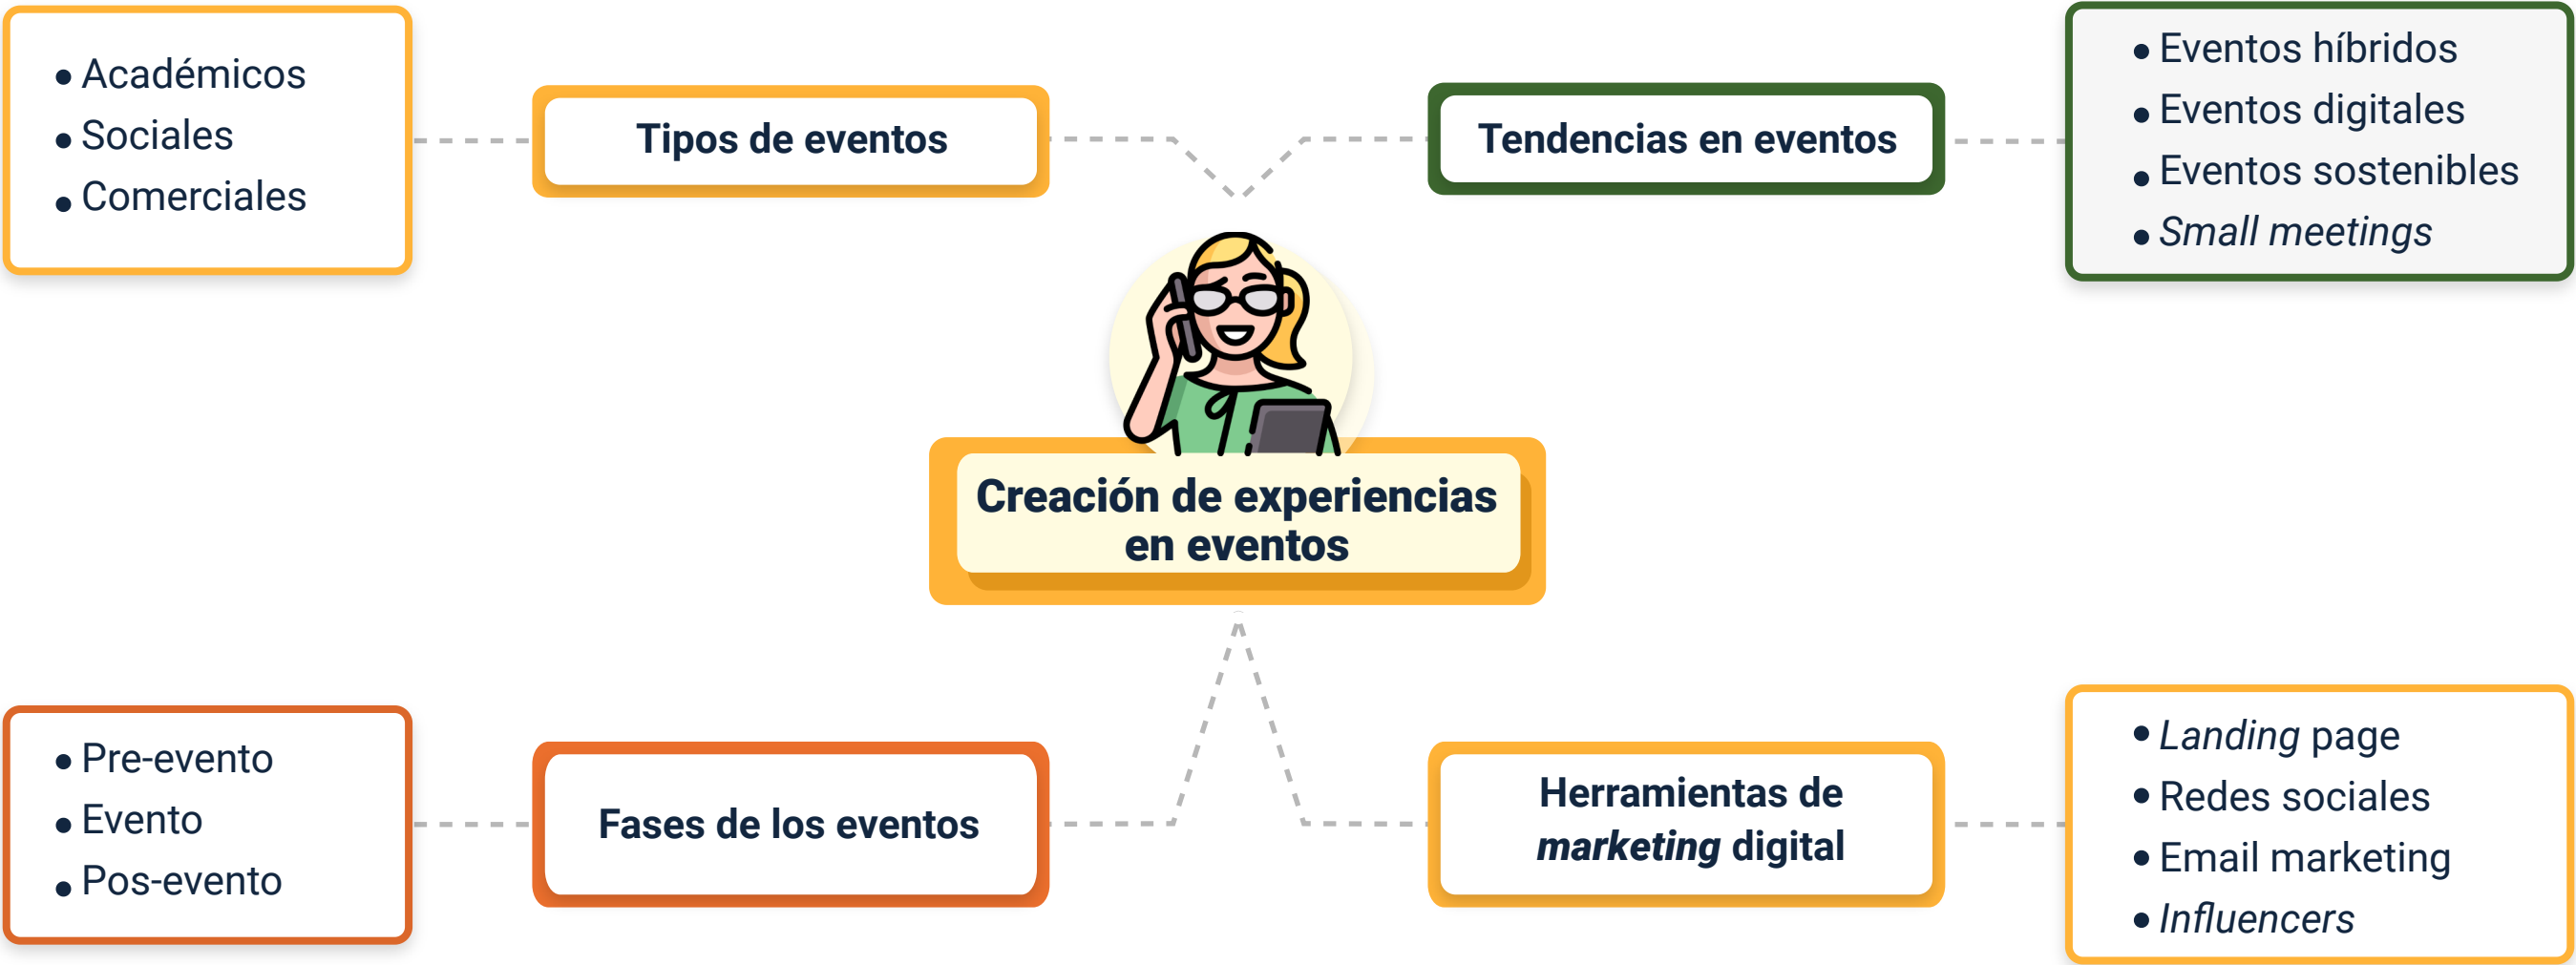 Académicos
Sociales
Comerciales
Tipos de eventos
Tendencias en eventos
Eventos híbridos
Eventos digitales
Eventos sostenibles
Small meetings
Creación de experiencias
en eventos
Pre-evento
Evento
Pos-evento
Fases de los eventos
Herramientas de
marketing digital
Landing page
Redes sociales
Email marketing
Influencers